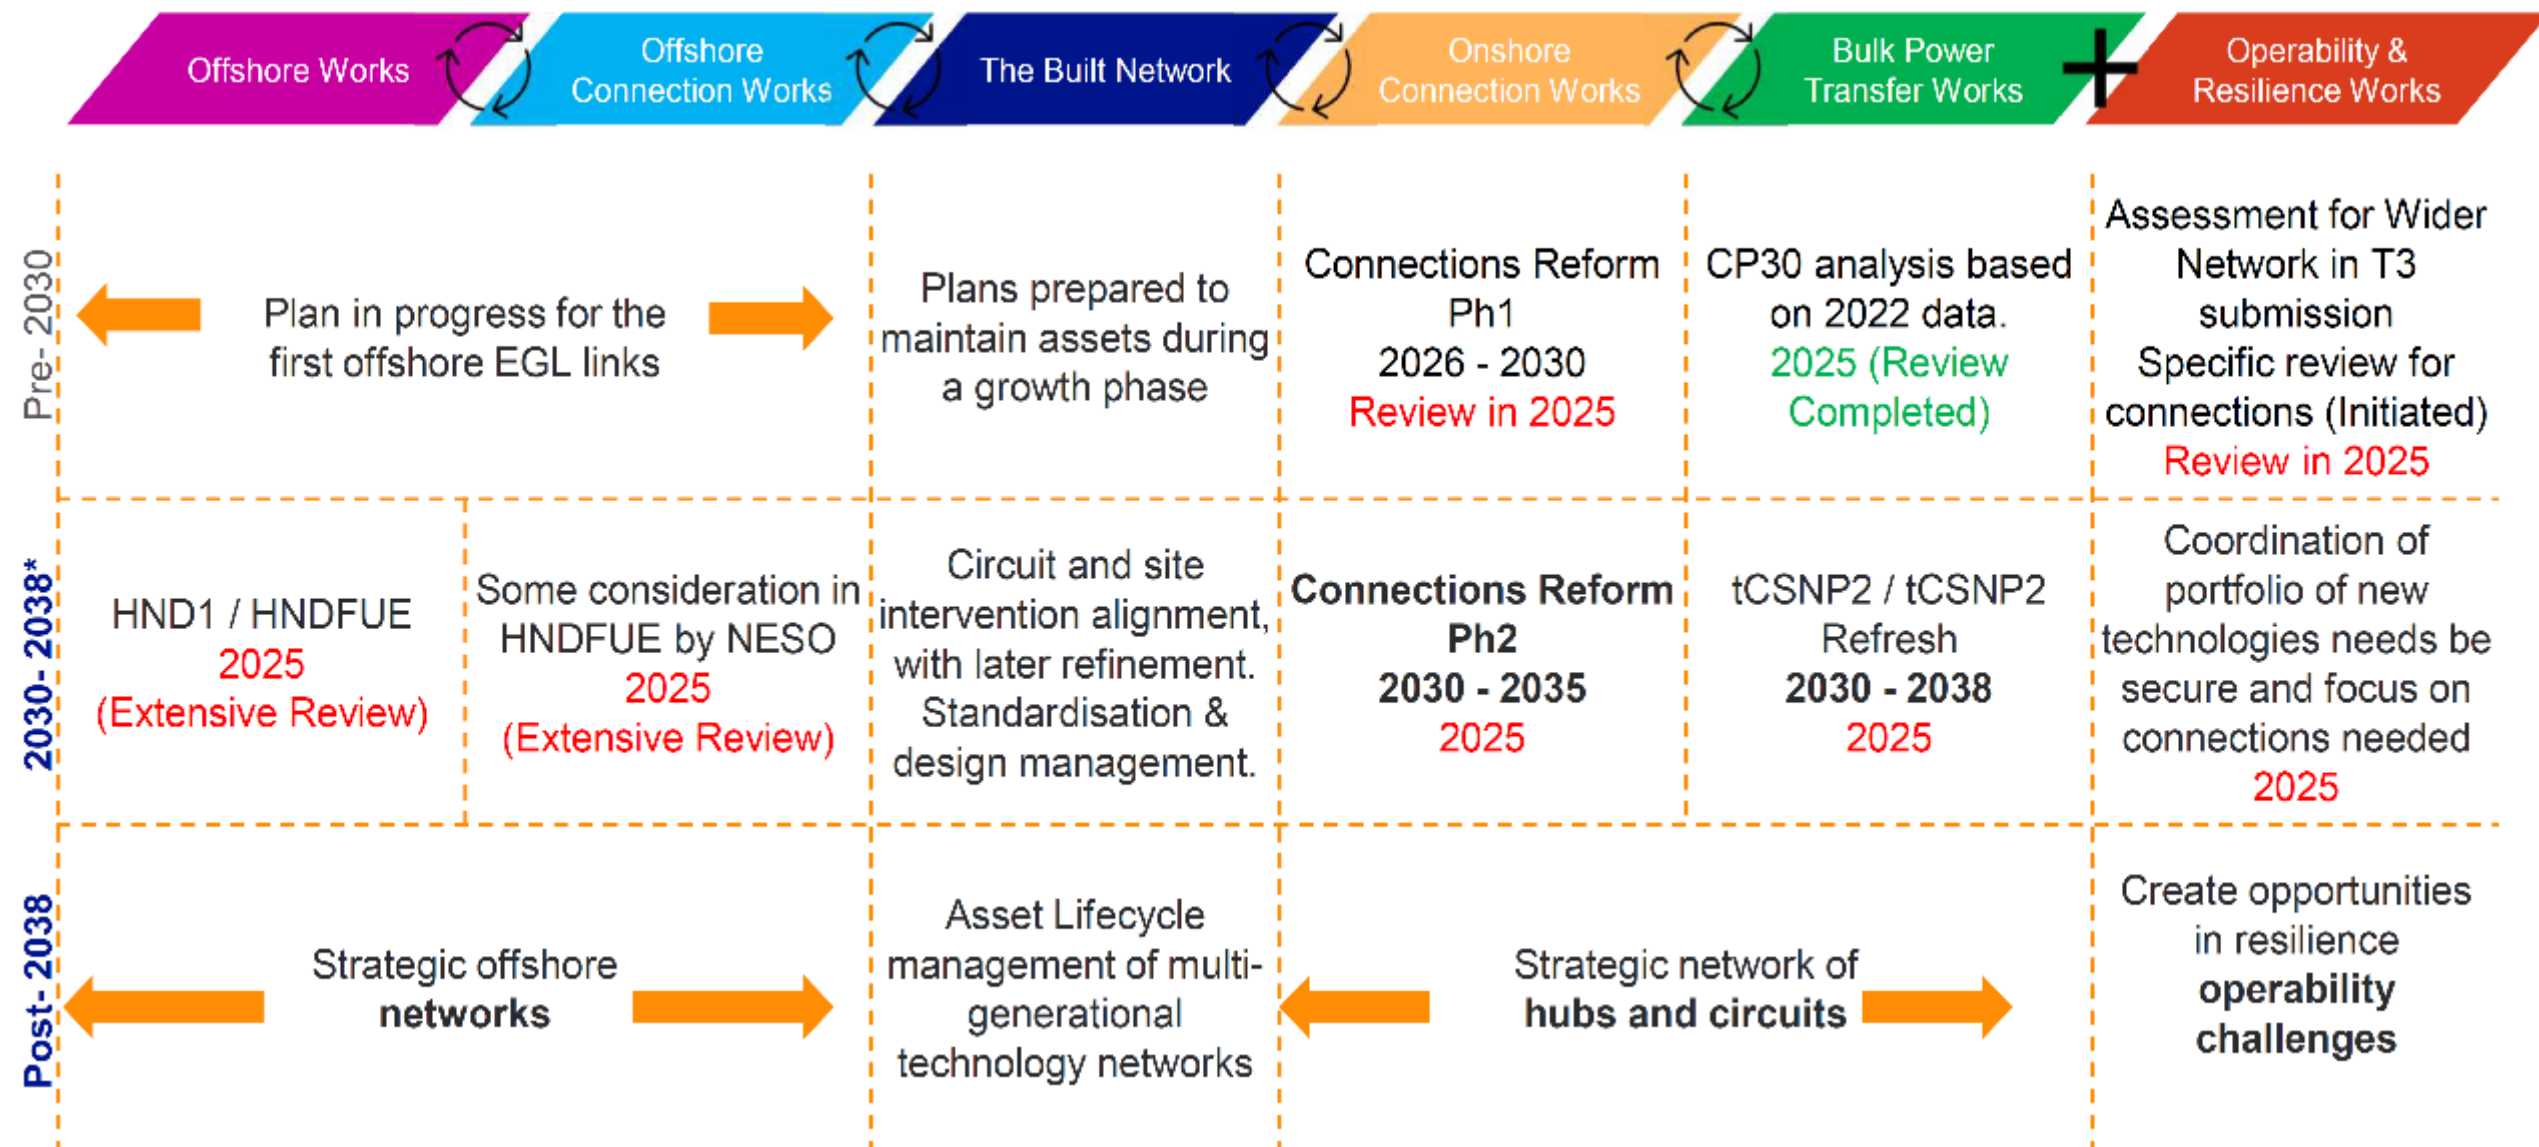 Offshore Works
Offshore
Connection Works
The Built Network
Onshore
Connection Works
Bulk Power
Transfer Works
Operability &
Resilience Works
Pre- 2030
Plan in progress for the
first offshore EGL links
Plans prepared to
maintain assets during
a growth phase
Connections Reform
Ph1
2026 - 2030
Review in 2025
CP30 analysis based
on 2022 data.
2025 (Review
Completed)
Assessment for Wider
Network in T3
submission
Specific review for
connections (Initiated)
Review in 2025
2030- 2038*
HND1 / HNDFUE
2025
(Extensive Review)
Some consideration in
HNDFUE by NESO
2025
(Extensive Review)
Circuit and site
intervention alignment,
with later refinement.
Standardisation &
design management.
Connections Reform
Ph2
2030 - 2035
2025
tCSNP2 / tCSNP2
Refresh
2030 - 2038
2025
Coordination of
portfolio of new
technologies needs be
secure and focus on
connections needed
2025
Post- 2038
Strategic offshore
networks
Asset Lifecycle
management of multi-
generational
technology networks
Strategic network of
hubs and circuits
Create opportunities
in resilience
operability
challenges